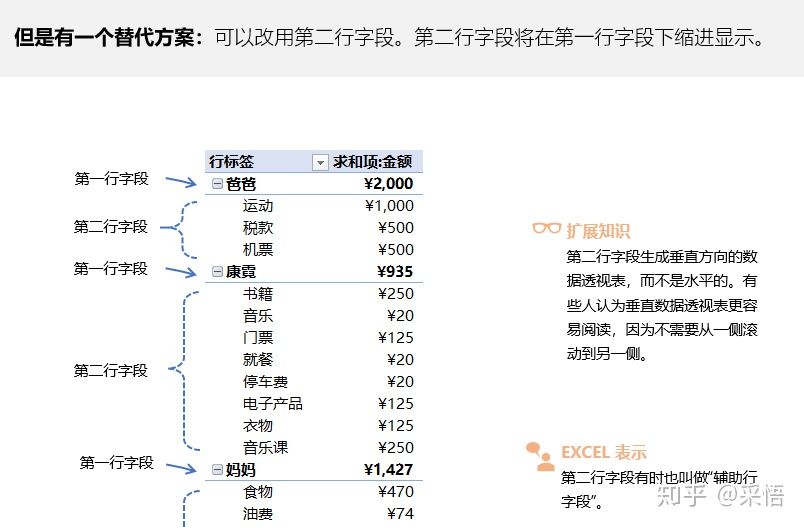 但是有一个替代方案：可以改用第二行字段。第二行字段将在第一行字段下缩进显示。
行标签 求和项:金额
第一行字段 爸爸 ¥2,000
运动 ¥1,000
第二行字段 税款 ¥500
机票 ¥500
第一行字段 康霓 ¥935
书籍 ¥250
音乐 ¥20
门票 ¥125
就餐 ¥20
第二行字段 停车费 ¥20
电子产品 ¥125
衣物 ¥125
音乐课 ¥250
第一行字段 妈妈 ¥1,427
食物 ¥470
油费 ¥74
扩展知识
第二行字段生成垂直方向的数
据透视表，而不是水平的。有
些人认为垂直数据透视表更容
易阅读，因为不需要从一侧滚
动到另一侧。
EXCEL 表示
第二行字段有时也叫做“辅助行
字段”。
知乎 @采悟